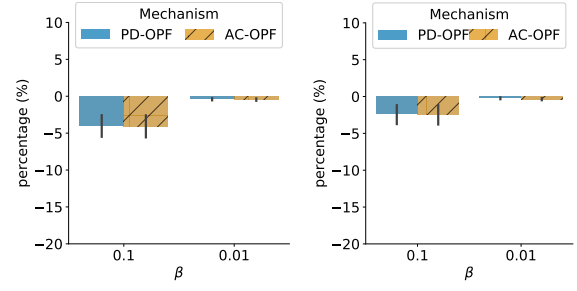 Mechanism
PD-OPF AC-OPF
percentage (%)
10
5
0
−5
−10
−15
−20
0.1 0.01
β
Mechanism
PD-OPF AC-OPF
percentage (%)
10
5
0
−5
−10
−15
−20
0.1 0.01
β